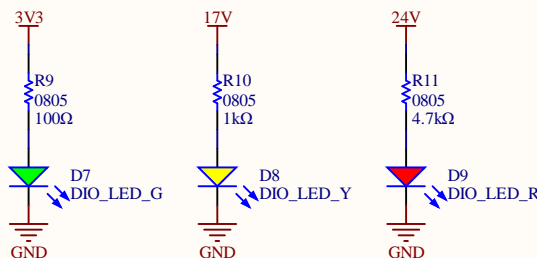 3V3
R9
0805
100Ω
D7
DIO_LED_G
GND
17V
R10
0805
1kΩ
D8
DIO_LED_Y
GND
24V
R11
0805
4.7kΩ
D9
DIO_LED_R
GND